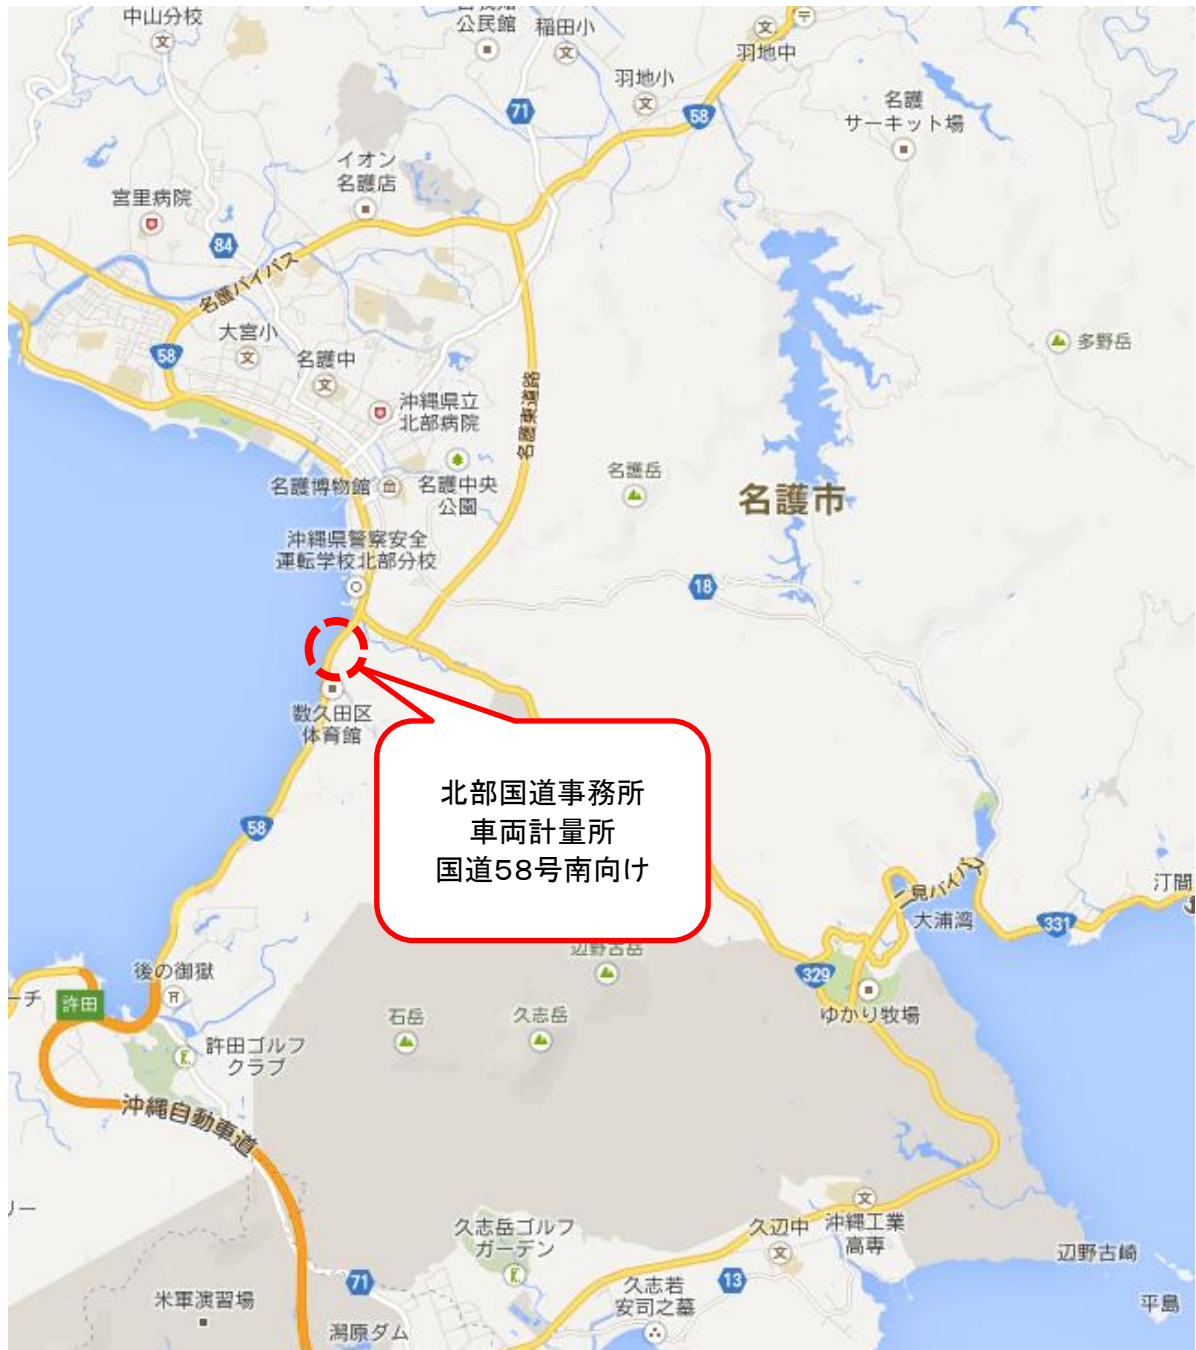 中山分校
公民館
稲田小
羽地中
羽地小
71
58
名護
サーキット場
イオン
名護店
宮里病院
84
名護バイパス
大宮小
58
名護中
多野岳
沖縄県立
北部病院
名護東道路
名護岳
名護市
名護博物館
名護中央
公園
沖縄県警察安全
運転学校北部分校
18
数久田区
体育館
北部国道事務所
車両計量所
国道58号南向け
58
二見バイパス
汀間
大浦湾
331
辺野古岳
329
後の御獄
ーチ
許田
石岳
久志岳
ゆかり牧場
許田ゴルフ
クラブ
沖縄自動車道
リー
久志岳ゴルフ
ガーデン
久辺中
沖縄工業
高専
辺野古崎
71
13
久志若
安司之墓
米軍演習場
平島
潟原ダム